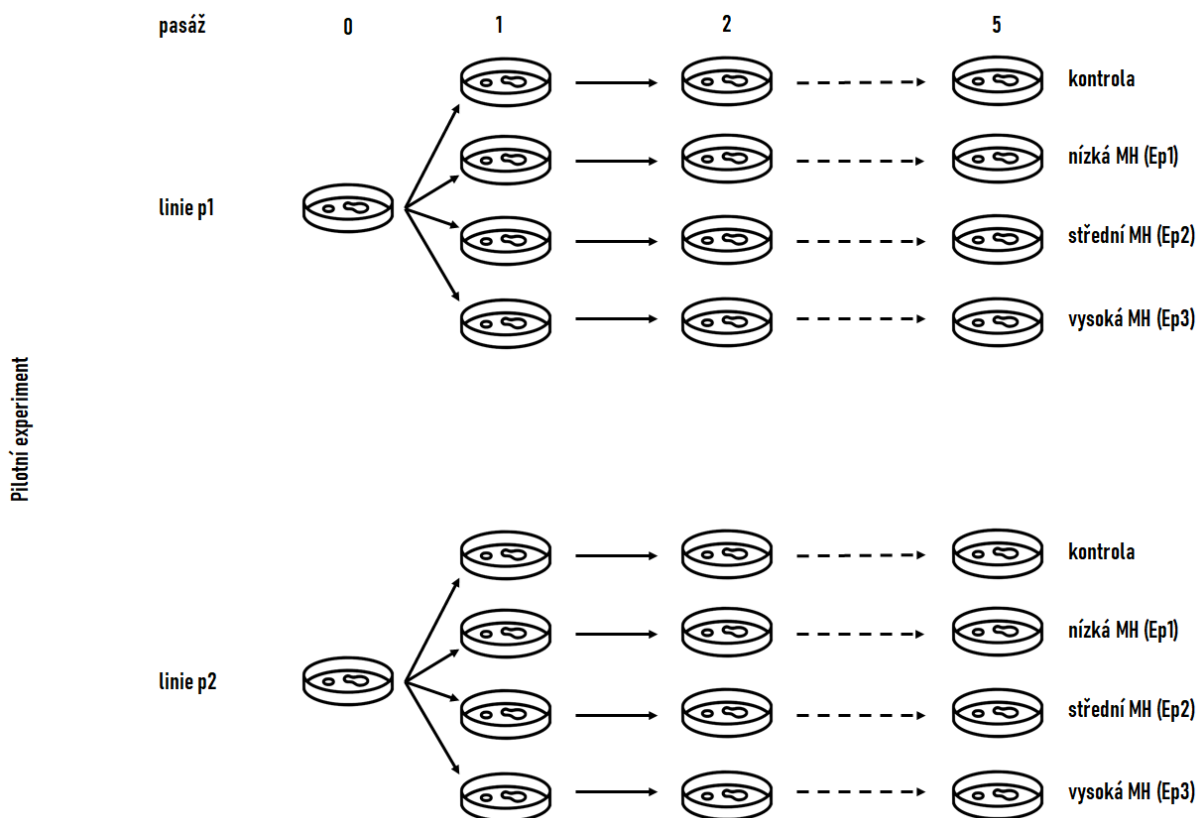 pasáž 0 1 2 5
kontrola
nízká MH (Ep1)
linie p1
střední MH (Ep2)
vysoká MH (Ep3)
Pilotní experiment
kontrola
nízká MH (Ep1)
linie p2
střední MH (Ep2)
vysoká MH (Ep3)